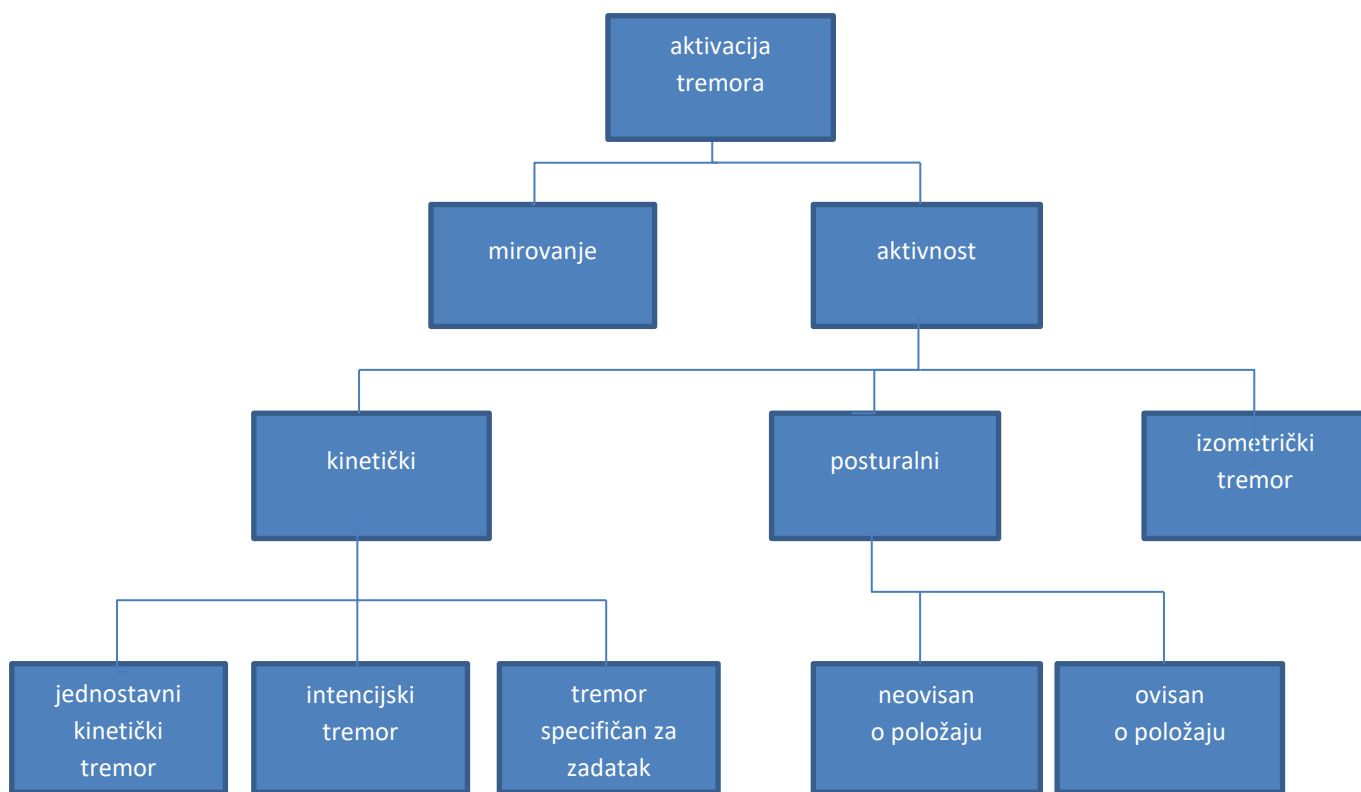 aktivacija
tremora
mirovanje
aktivnost
kinetički
posturalni
izometrički
tremor
jednostavni
kinetički
tremor
intencijski
tremor
tremor
specifičan za
zadatak
neovisan
o položaju
ovisan
o položaju